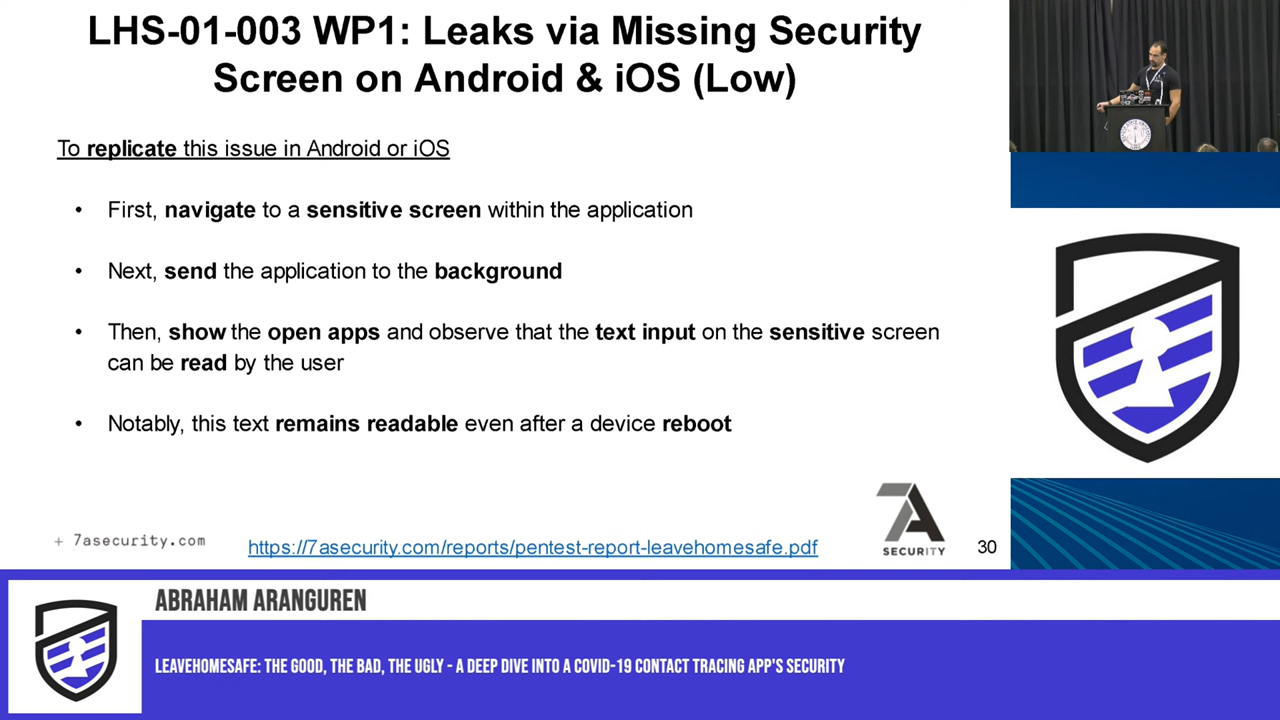 LHS-01-003 WP1: Leaks via Missing Security
Screen on Android & iOS (Low)
To replicate this issue in Android or iOS
• First, navigate to a sensitive screen within the application
• Next, send the application to the background
• Then, show the open apps and observe that the text input on the sensitive screen
can be read by the user
• Notably, this text remains readable even after a device reboot
+ 7asecurity.com
https://7asecurity.com/reports/pentest-report-leavehomesafe.pdf
7A
SECURITY
30
ABRAHAM ARANGUREN
LEAVEHOMESAFE: THE GOOD, THE BAD, THE UGLY - A DEEP DIVE INTO A COVID-19 CONTACT TRACING APP'S SECURITY